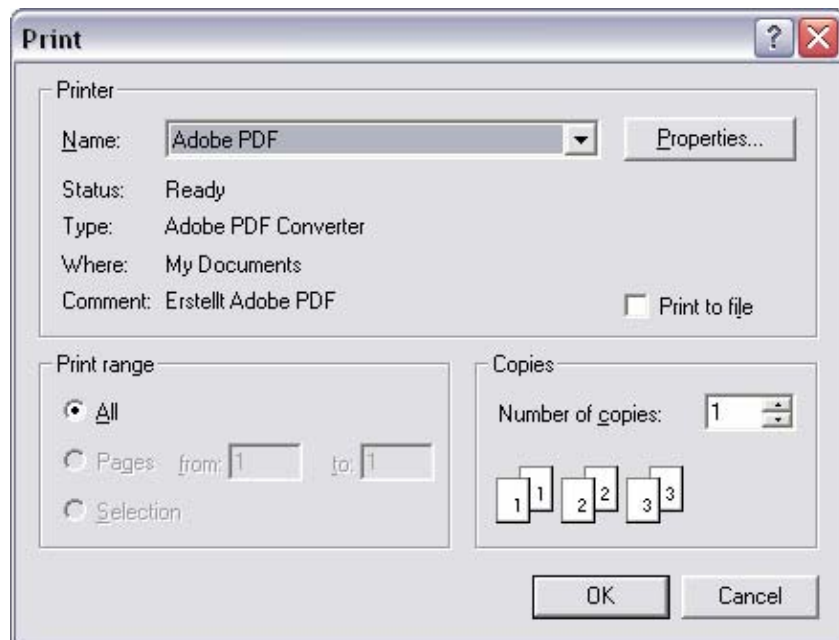 Print
Printer
Name: Adobe PDF Properties...
Status: Ready
Type: Adobe PDF Converter
Where: My Documents
Comment: Erstellt Adobe PDF Print to file
Print range
All
Pages from: 1 to: 1
Selection
Copies
Number of copies: 1
1 1 2 2 3 3
OK Cancel